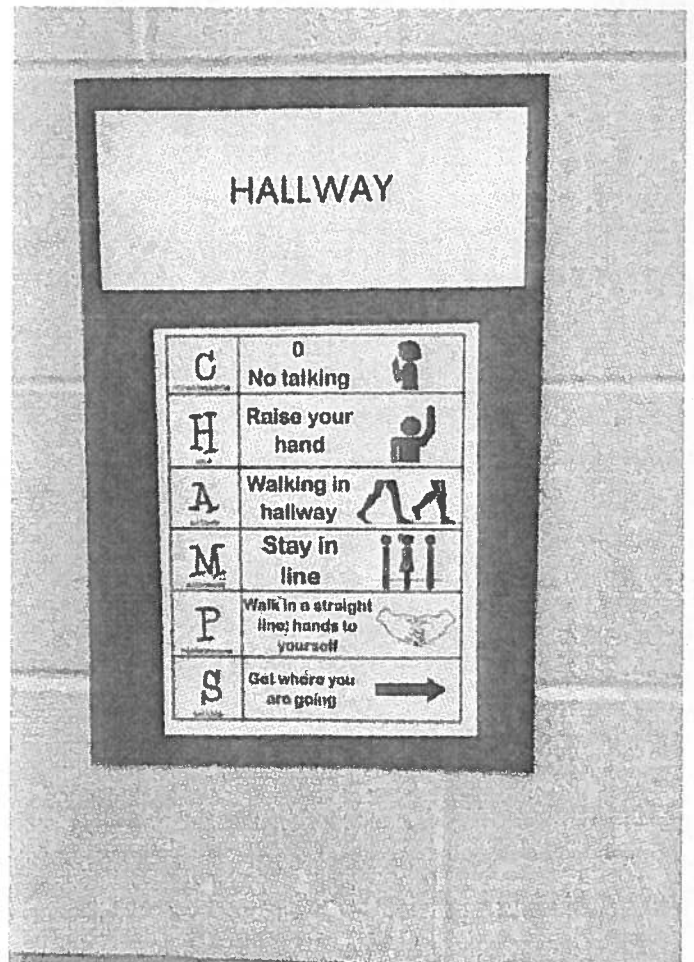 HALLWAY
C
0
No talking
H
Raise your
hand
A
Walking in
hallway
M
Stay in
line
P
Walk in a straight
line; hands to
yourself
S
Get where you
are going